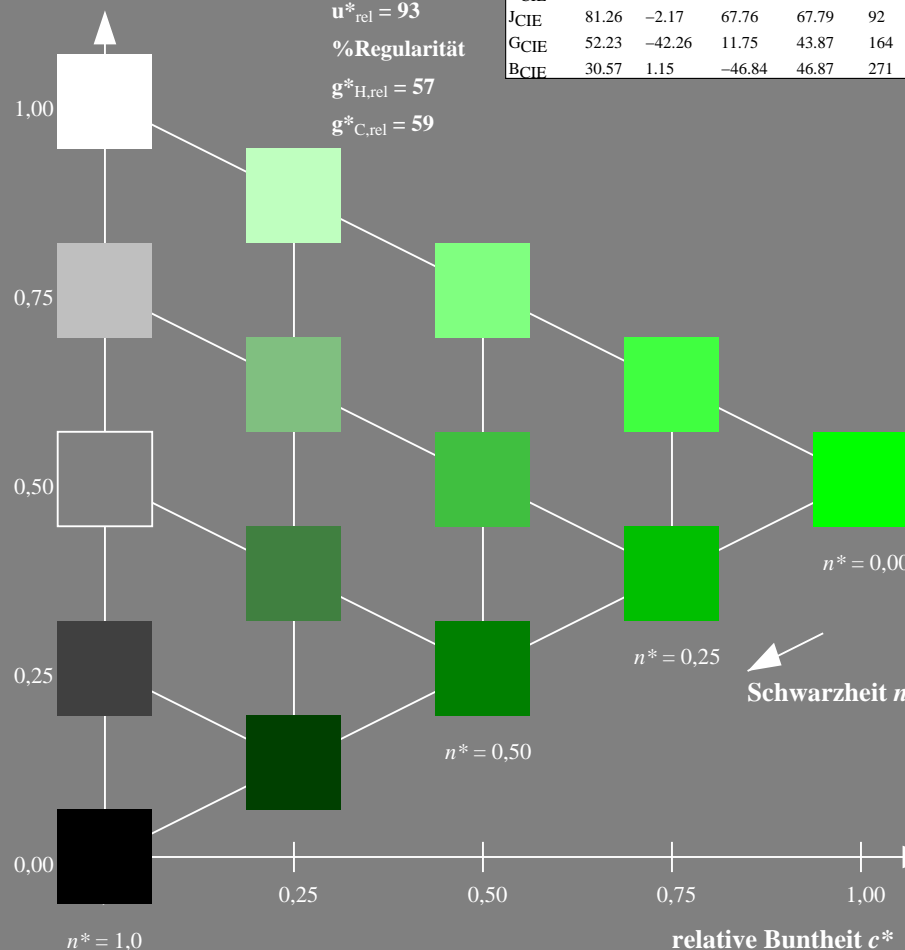 u*rel = 93
%Regularität
g*H,rel = 57
g*C,rel = 59
CIE
JCIE 81.26 −2.17 67.76 67.79 92
GCIE 52.23 −42.26 11.75 43.87 164
BCIE 30.57 1.15 −46.84 46.87 271
1,00
0,75
0,50
n* = 0,00
0,25
n* = 0,25
Schwarzheit n
n* = 0,50
0,00
0,25 0,50 0,75 1,00
n* = 1,0
relative Buntheit c*